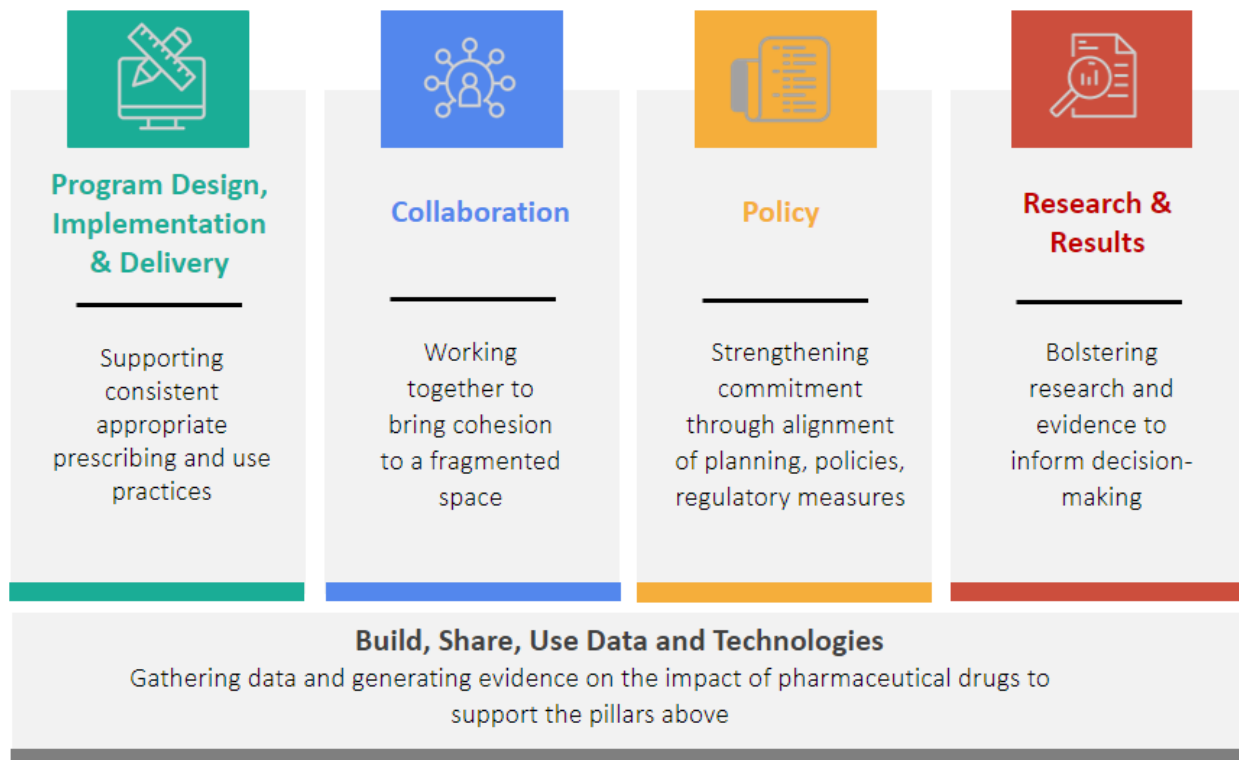 Program Design,
Implementation
& Delivery
Supporting
consistent
appropriate
prescribing and use
practices
Collaboration
Working
together to
bring cohesion
to a fragmented
space
Policy
Strengthening
commitment
through alignment
of planning, policies,
regulatory measures
Research &
Results
Bolstering
research and
evidence to
inform decision-
making
Build, Share, Use Data and Technologies
Gathering data and generating evidence on the impact of pharmaceutical drugs to
support the pillars above